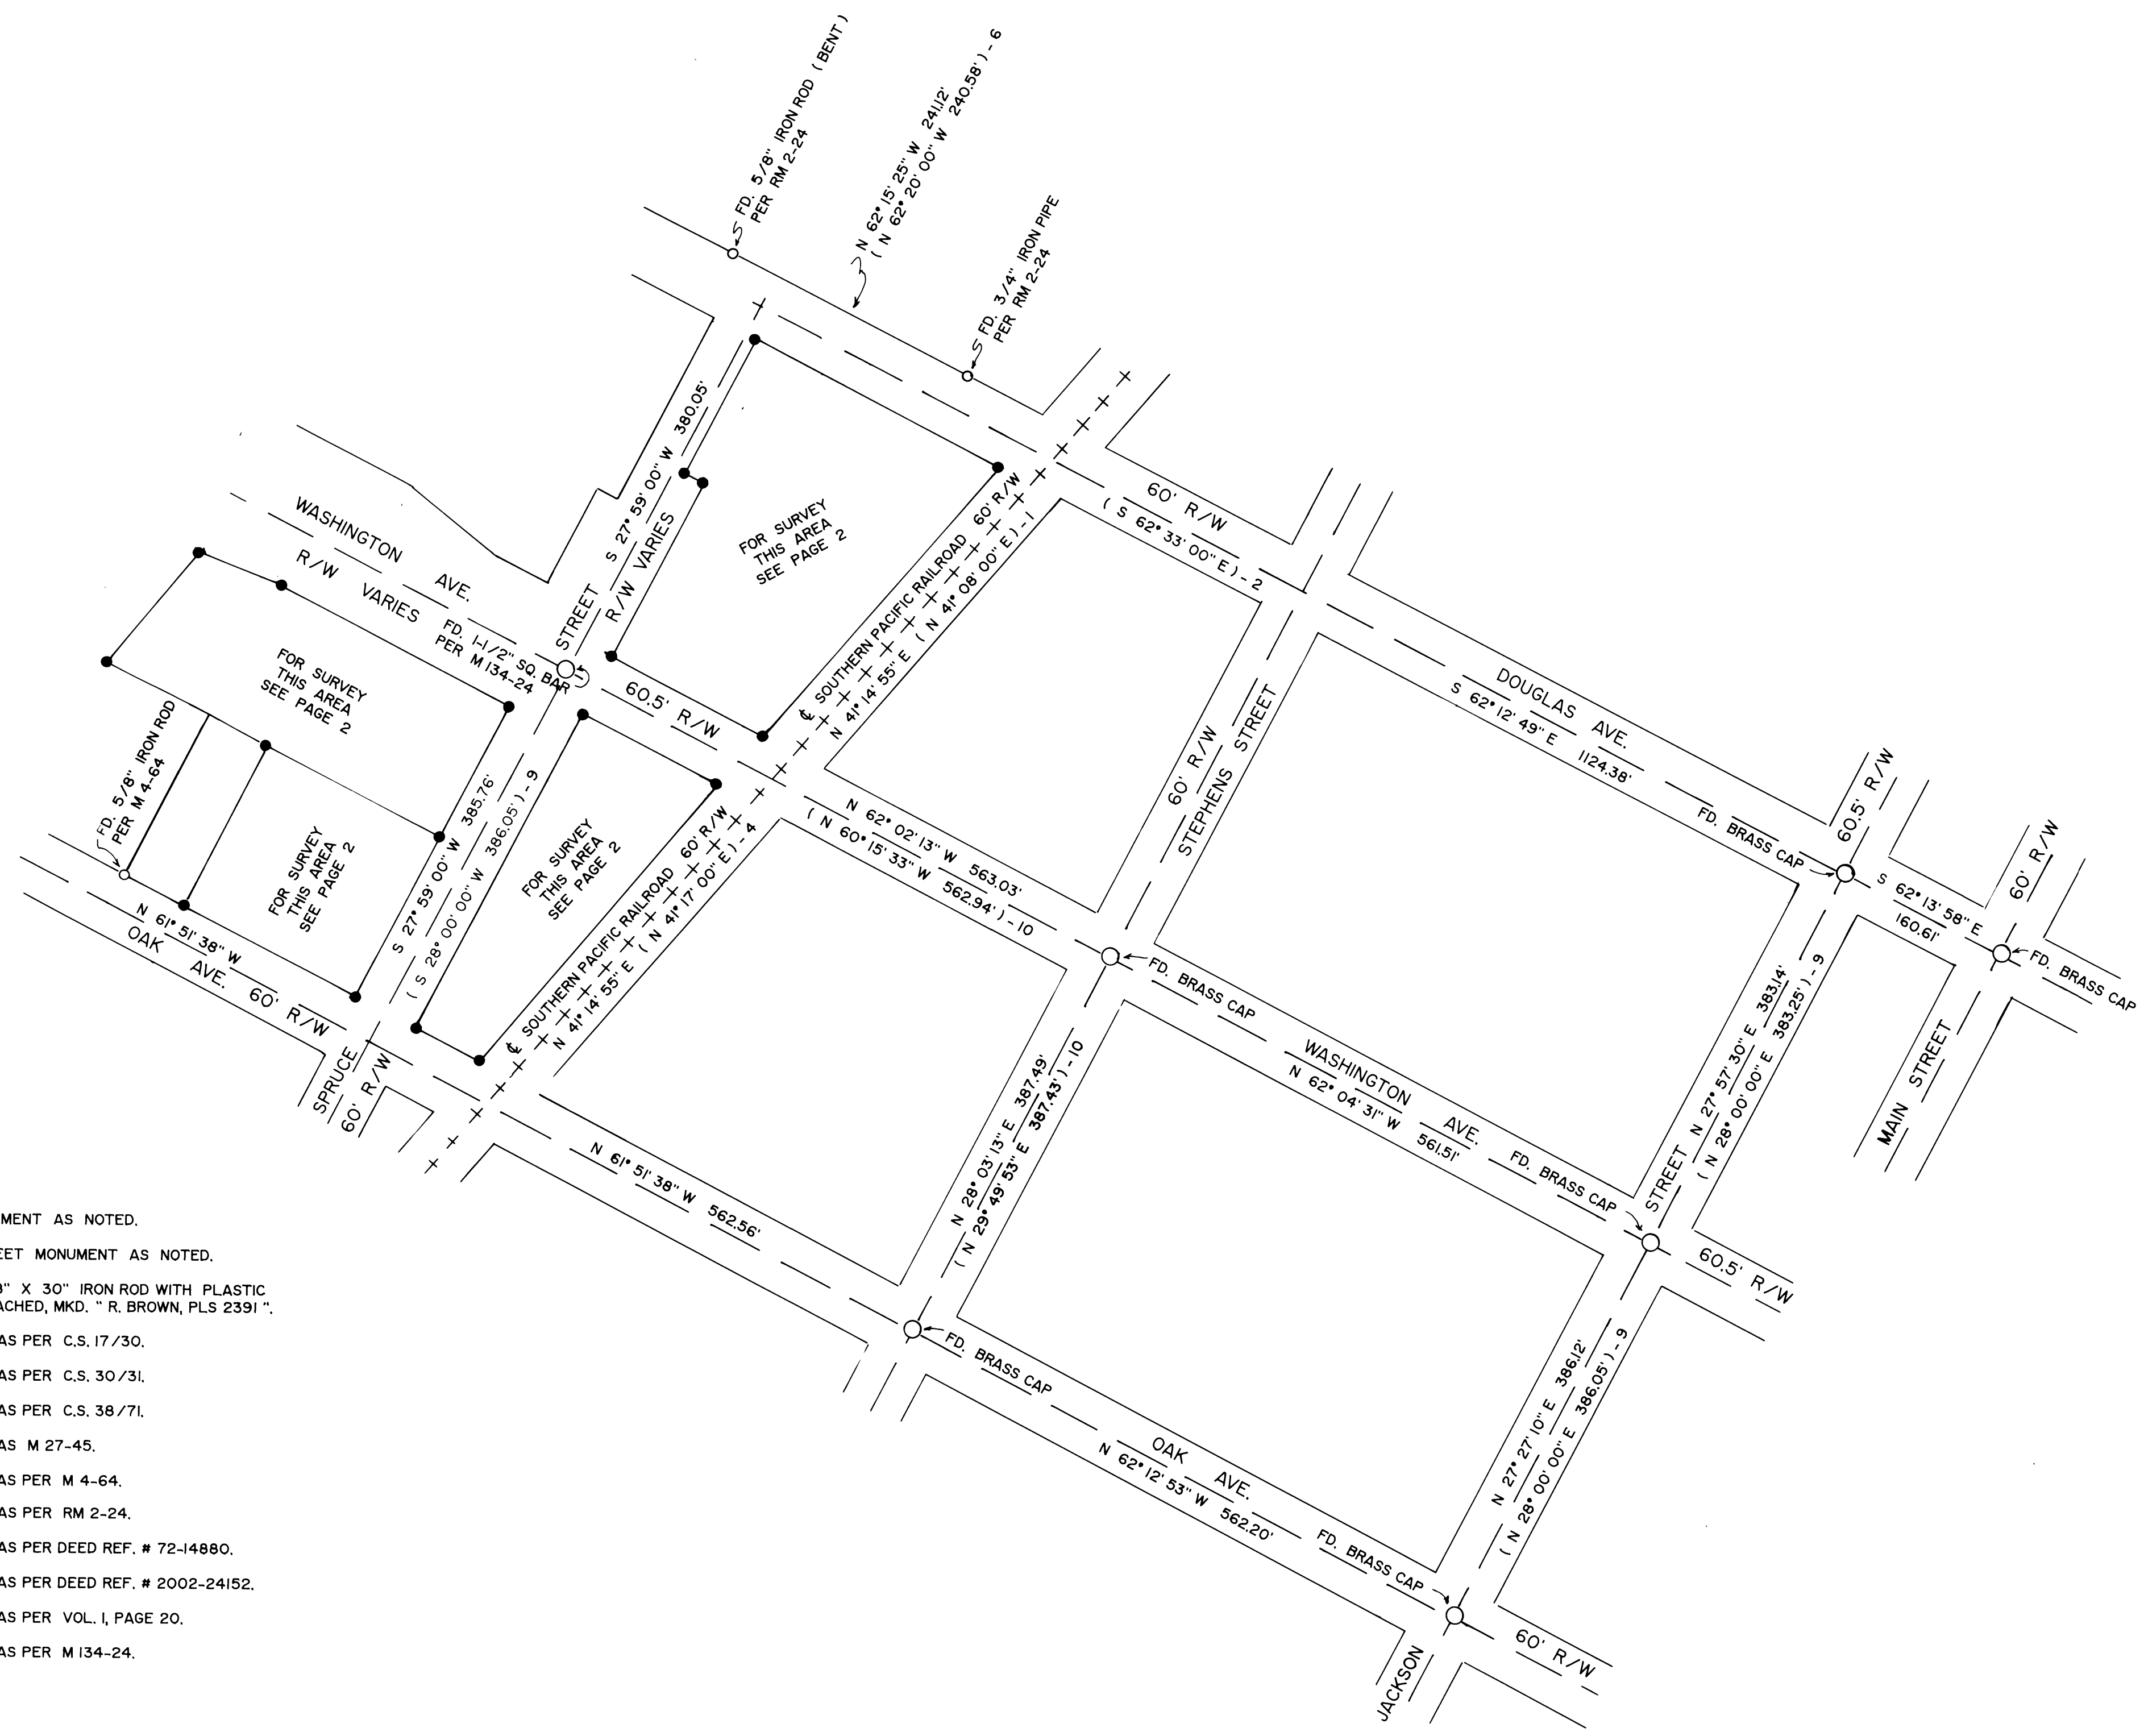 FD. 5/8" IRON ROD (BENT)
PER RM 2-24
N 62° 15' 25" W 241.12'
( N 62° 20' 00" W 240.58' ) - 6
FD. 3/4" IRON PIPE
PER RM 2-24
S 27° 59' 00" W 380.05'
STREET
R/W VARIES
FOR SURVEY
THIS AREA
SEE PAGE 2
WASHINGTON AVE.
R/W VARIES
FD. 1-1/2" SQ. BAR
PER M 134-24
60.5' R/W
℄ SOUTHERN PACIFIC RAILROAD 60' R/W
N 41° 14' 55" E ( N 41° 08' 00" E ) - 1
60' R/W
( S 62° 33' 00" E ) - 2
DOUGLAS AVE.
S 62° 12' 49" E 1124.38'
FD. BRASS CAP
60.5' R/W
S 62° 13' 58" E
160.61'
60' R/W
FD. BRASS CAP
MAIN STREET
FOR SURVEY
THIS AREA
SEE PAGE 2
FD. 5/8" IRON ROD
PER M 4-64
FOR SURVEY
THIS AREA
SEE PAGE 2
S 27° 59' 00" W 385.76'
( S 28° 00' 00" W 386.05' ) - 9
FOR SURVEY
THIS AREA
SEE PAGE 2
℄ SOUTHERN PACIFIC RAILROAD 60' R/W
N 41° 14' 55" E ( N 41° 17' 00" E ) - 4
N 62° 02' 13" W 563.03'
( N 60° 15' 33" W 562.94' ) - 10
60' R/W
STEPHENS STREET
FD. BRASS CAP
WASHINGTON AVE.
N 62° 04' 31" W 561.51'
FD. BRASS CAP
STREET N 27° 57' 30" E 383.14'
( N 28° 00' 00" E 383.25' ) - 9
60.5' R/W
N 61° 51' 38" W
OAK AVE. 60' R/W
SPRUCE
60' R/W
N 61° 51' 38" W 562.56'
N 28° 03' 13" E 387.49'
( N 29° 49' 53" E 387.43' ) - 10
FD. BRASS CAP
OAK AVE.
N 62° 12' 53" W 562.20'
FD. BRASS CAP
N 27° 27' 10" E 386.12'
( N 28° 00' 00" E 386.05' ) - 9
60' R/W
JACKSON
MENT AS NOTED.
EET MONUMENT AS NOTED.
8" X 30" IRON ROD WITH PLASTIC
ACHED, MKD. " R. BROWN, PLS 2391 ".
AS PER C.S. 17/30.
AS PER C.S. 30/31.
AS PER C.S. 38/71.
AS M 27-45.
AS PER M 4-64.
AS PER RM 2-24.
AS PER DEED REF. # 72-14880.
AS PER DEED REF. # 2002-24152.
AS PER VOL. 1, PAGE 20.
AS PER M 134-24.